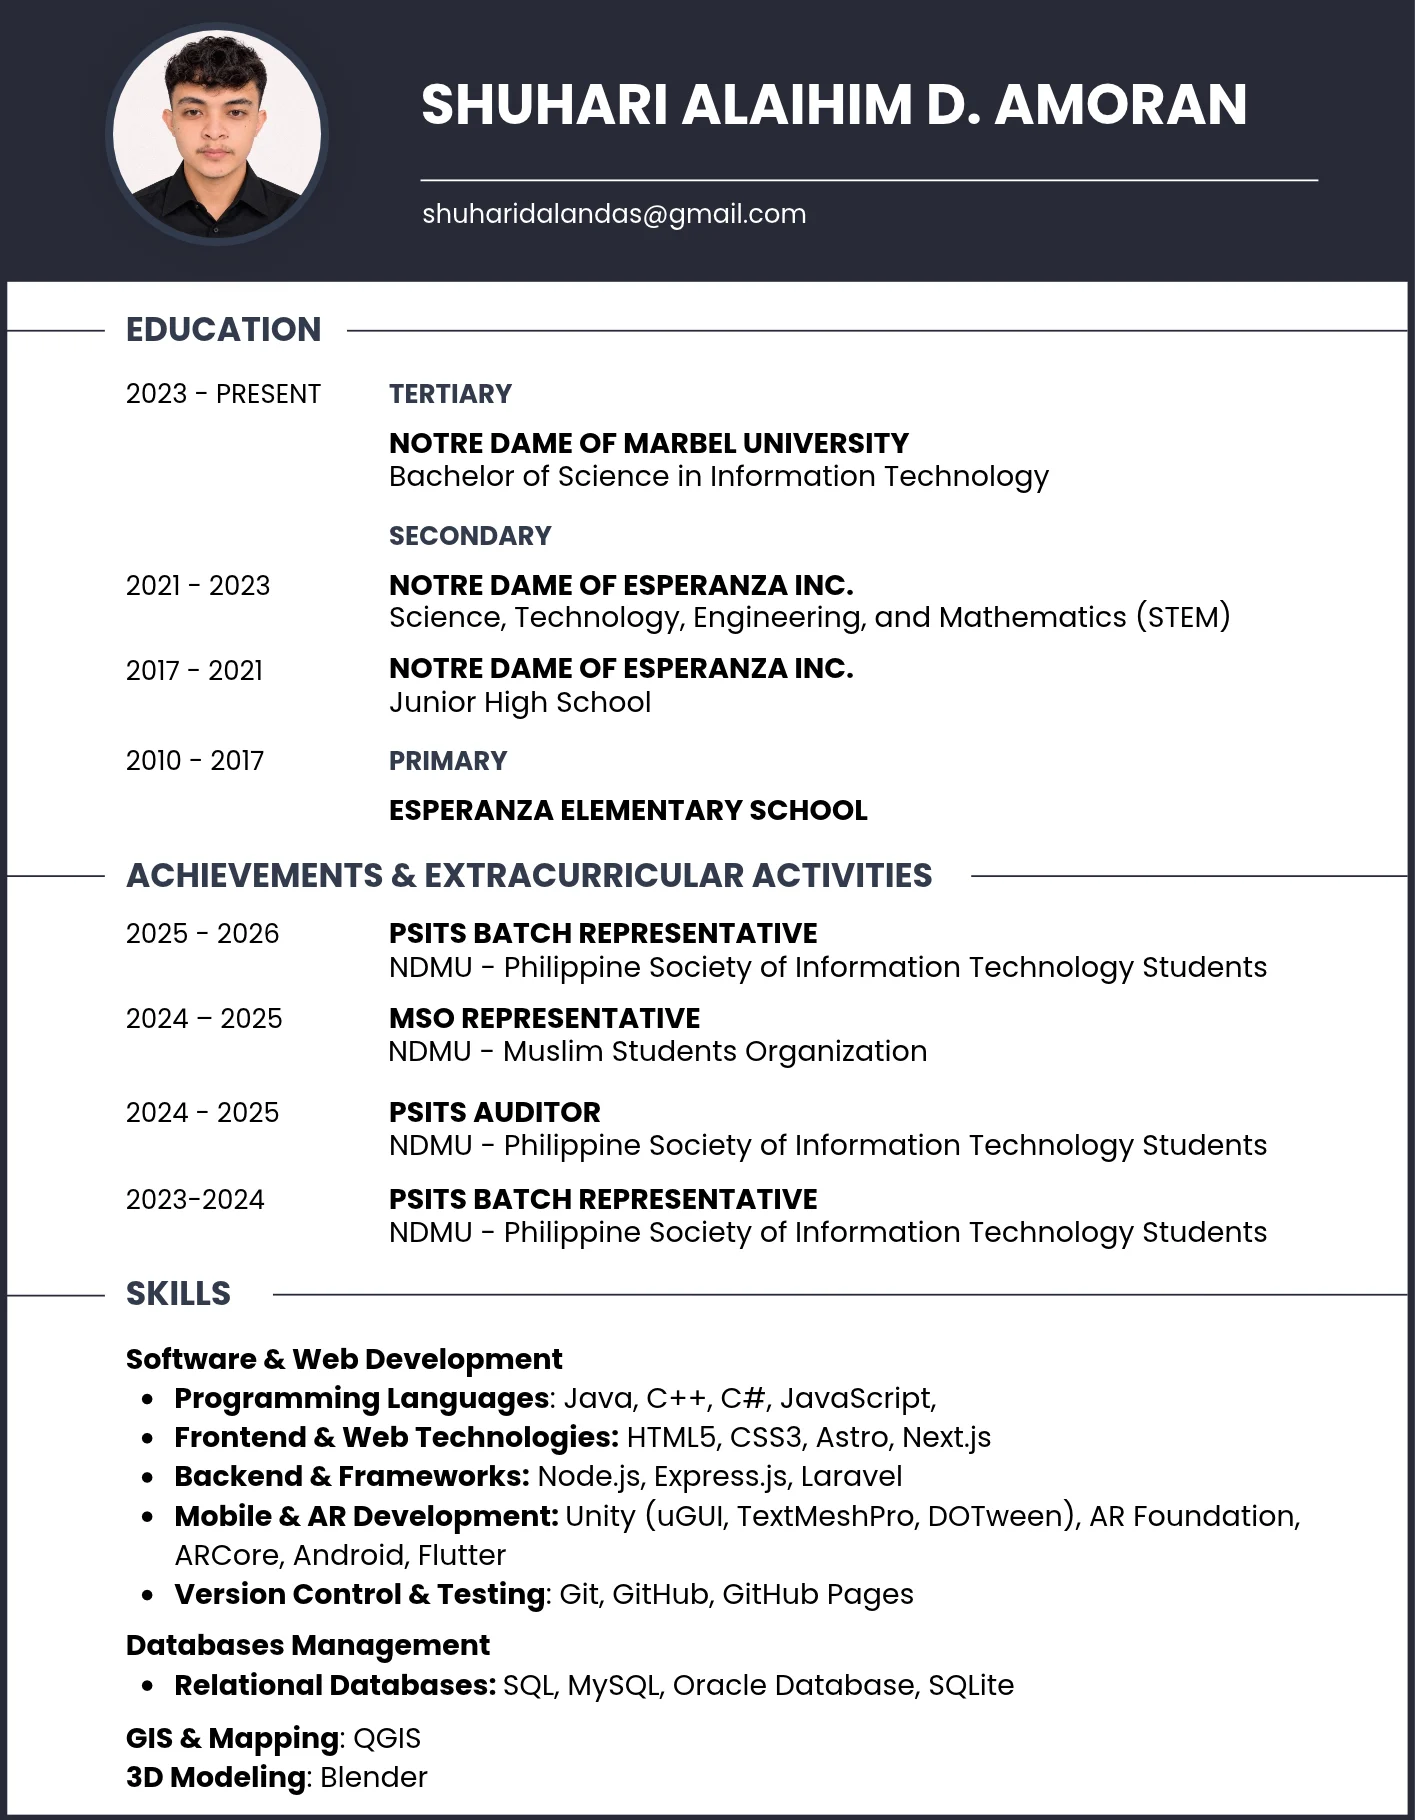 SHUHARI ALAIHIM D. AMORAN
shuharidalandas@gmail.com
EDUCATION
2023 - PRESENT TERTIARY
NOTRE DAME OF MARBEL UNIVERSITY
Bachelor of Science in Information Technology
SECONDARY
2021 - 2023 NOTRE DAME OF ESPERANZA INC.
Science, Technology, Engineering, and Mathematics (STEM)
2017 - 2021 NOTRE DAME OF ESPERANZA INC.
Junior High School
2010 - 2017 PRIMARY
ESPERANZA ELEMENTARY SCHOOL
ACHIEVEMENTS & EXTRACURRICULAR ACTIVITIES
2025 - 2026 PSITS BATCH REPRESENTATIVE
NDMU - Philippine Society of Information Technology Students
2024 – 2025 MSO REPRESENTATIVE
NDMU - Muslim Students Organization
2024 - 2025 PSITS AUDITOR
NDMU - Philippine Society of Information Technology Students
2023-2024 PSITS BATCH REPRESENTATIVE
NDMU - Philippine Society of Information Technology Students
SKILLS
Software & Web Development
• Programming Languages: Java, C++, C#, JavaScript,
• Frontend & Web Technologies: HTML5, CSS3, Astro, Next.js
• Backend & Frameworks: Node.js, Express.js, Laravel
• Mobile & AR Development: Unity (uGUI, TextMeshPro, DOTween), AR Foundation,
ARCore, Android, Flutter
• Version Control & Testing: Git, GitHub, GitHub Pages
Databases Management
• Relational Databases: SQL, MySQL, Oracle Database, SQLite
GIS & Mapping: QGIS
3D Modeling: Blender